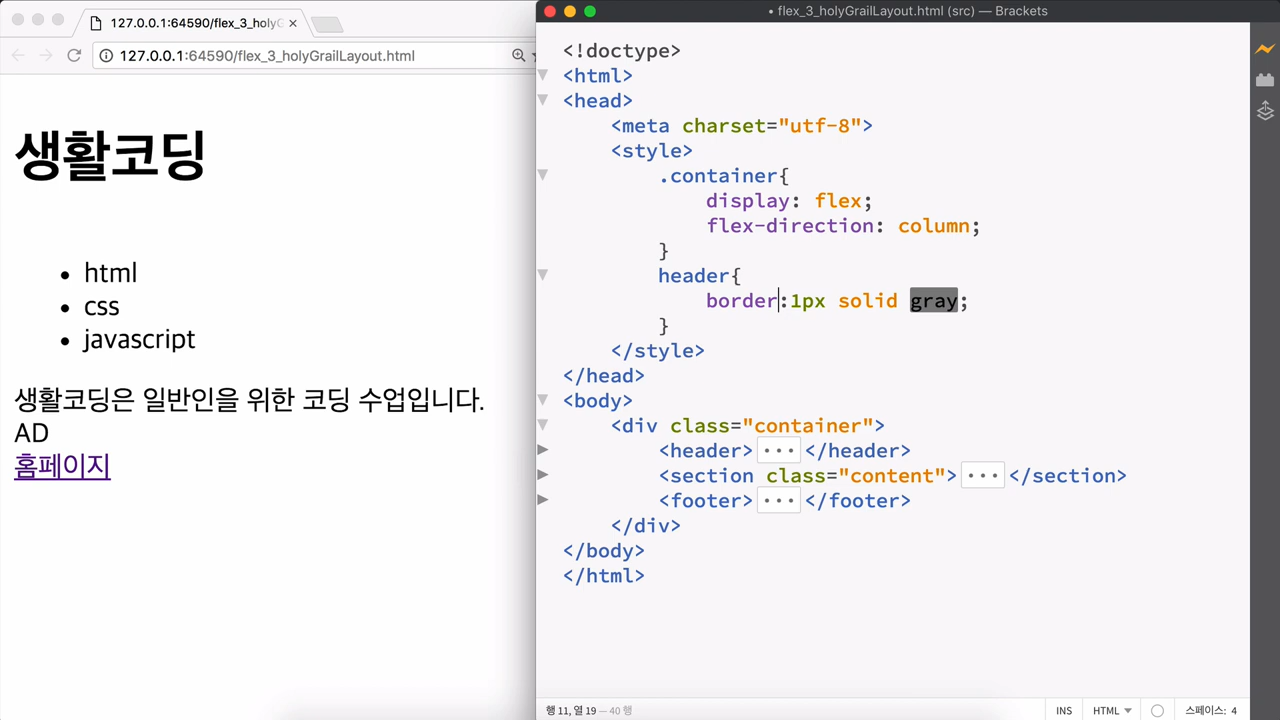 127.0.0.1:64590/flex_3_holyG
127.0.0.1:64590/flex_3_holyGrailLayout.html
생활코딩
• html
• css
• javascript
생활코딩은 일반인을 위한 코딩 수업입니다.
AD
홈페이지
• flex_3_holyGrailLayout.html (src) — Brackets
<!doctype>
<html>
<head>
<meta charset="utf-8">
<style>
.container{
display: flex;
flex-direction: column;
}
header{
border:1px solid gray;
}
</style>
</head>
<body>
<div class="container">
<header>...</header>
<section class="content">...</section>
<footer>...</footer>
</div>
</body>
</html>
행 11, 열 19 — 40 행
INS
HTML
스페이스: 4